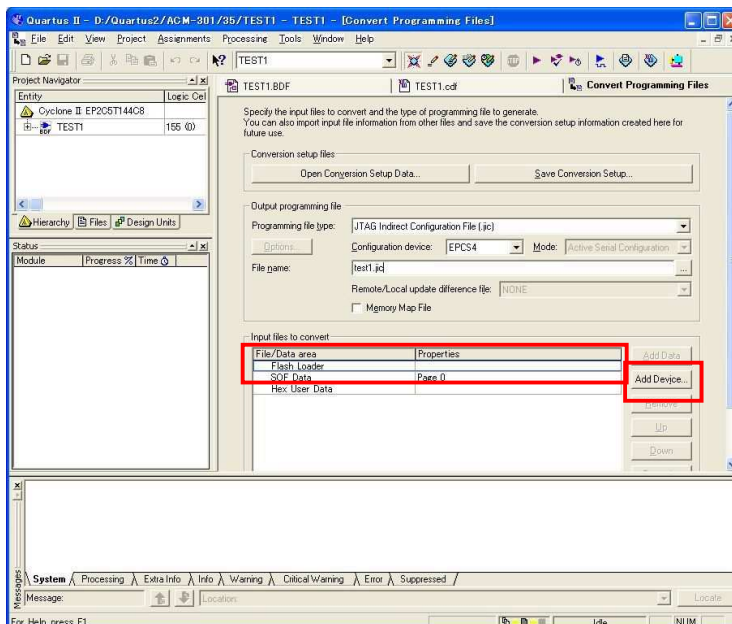 Quartus II - D:/Quartus2/ACM-301/35/TEST1 - TEST1 - [Convert Programming Files]
File Edit View Project Assignments Processing Tools Window Help
TEST1
Project Navigator
Entity Logic Cel
Cyclone II: EP2C5T144C8
TEST1 155 (0)
Hierarchy Files Design Units
Status
Module Progress % Time
TEST1.BDF TEST1.cdf Convert Programming Files
Specify the input files to convert and the type of programming file to generate.
You can also import input file information from other files and save the conversion setup information created here for
future use.
Conversion setup files
Open Conversion Setup Data... Save Conversion Setup...
Output programming file
Programming file type: JTAG Indirect Configuration File (.jic)
Options... Configuration device: EPCS4 Mode: Active Serial Configuration
File name: test1.jic ...
Remote/Local update difference file: NONE
Memory Map File
Input files to convert
File/Data area Properties Add Data
Flash Loader
SOF Data Page 0 Add Device...
Hex User Data
Remove
Up
Down
System Processing Extra Info Info Warning Critical Warning Error Suppressed
Messages
Message: Location: Locate
For Help, press F1 Idle NUM